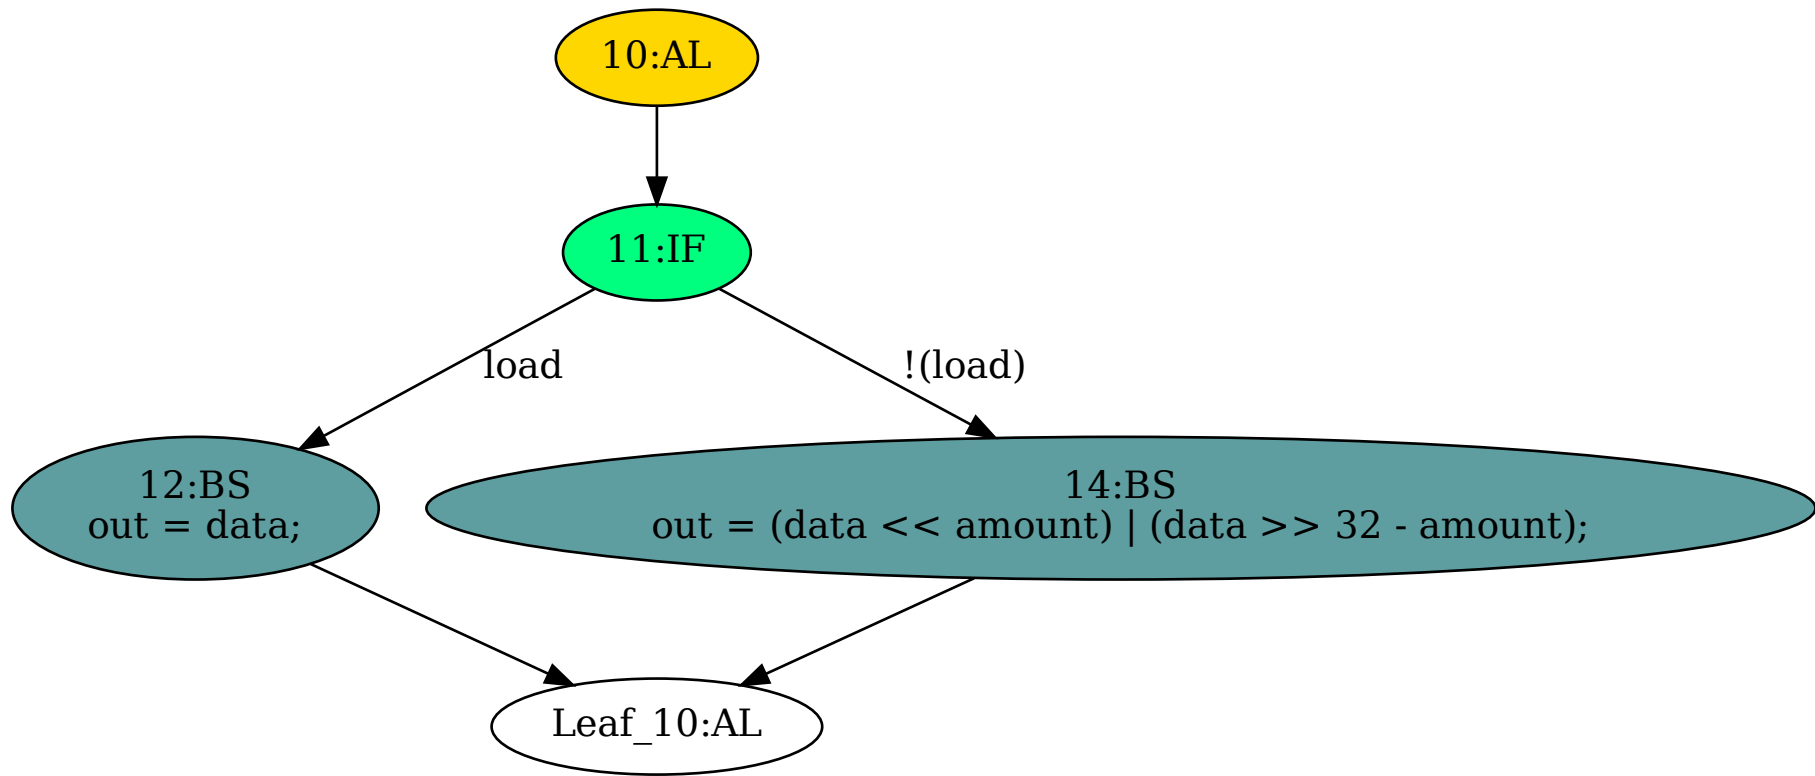 10:AL
11:IF
load
!(load)
12:BS
out = data;
14:BS
out = (data << amount) | (data >> 32 - amount);
Leaf_10:AL